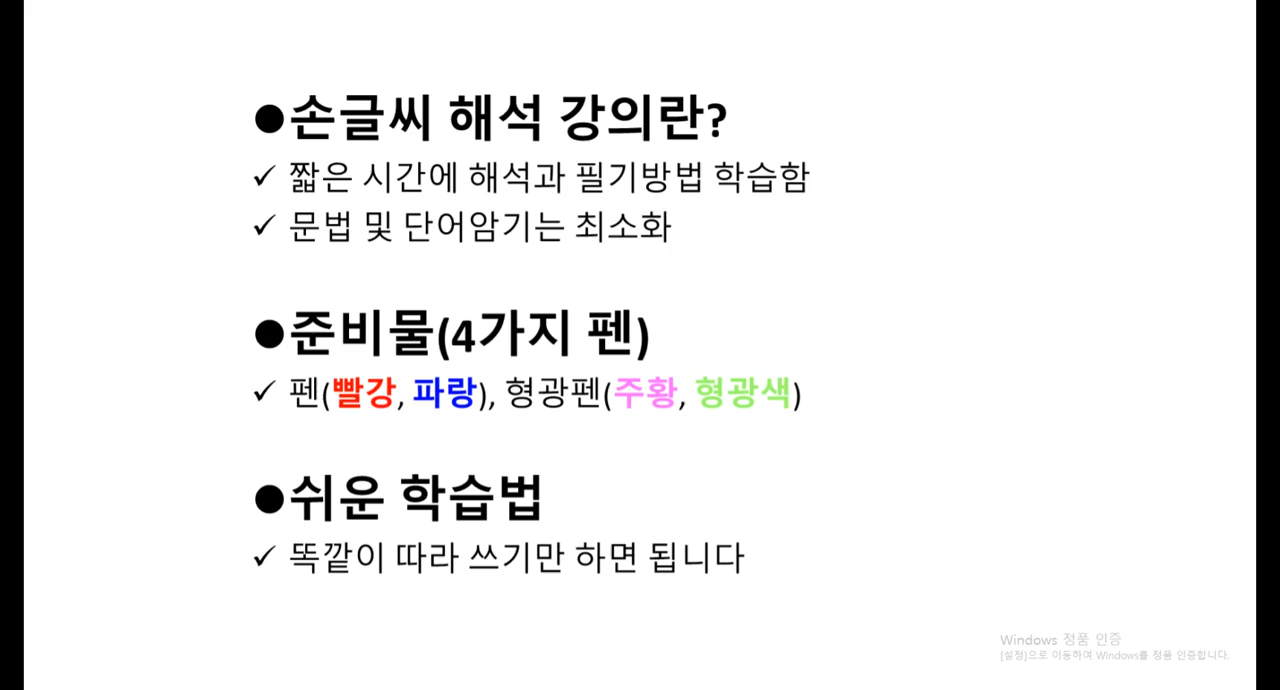 ●손글씨 해석 강의란?
✓ 짧은 시간에 해석과 필기방법 학습함
✓ 문법 및 단어암기는 최소화
●준비물(4가지 펜)
✓ 펜(빨강, 파랑), 형광펜(주황, 형광색)
●쉬운 학습법
✓ 똑같이 따라 쓰기만 하면 됩니다
Windows 정품 인증
[설정]으로 이동하여 Windows를 정품 인증합니다.